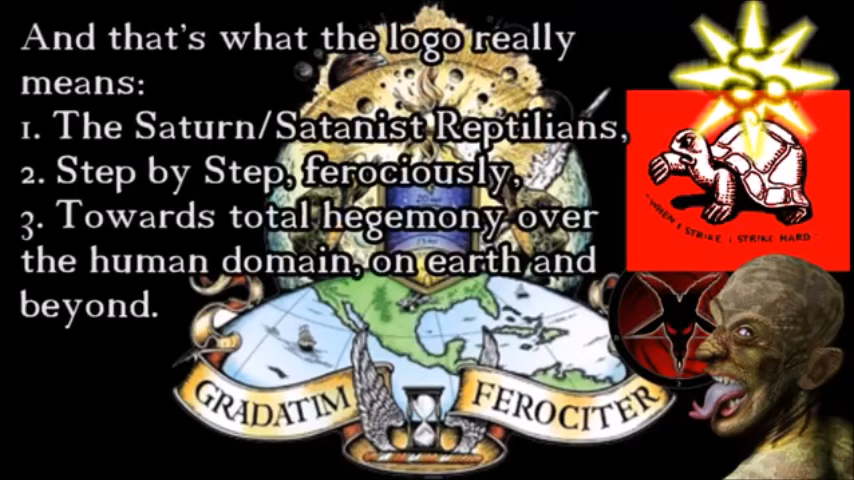 And that's what the logo really
means:
1. The Saturn/Satanist Reptilians,
2. Step by Step, ferociously,
3. Towards total hegemony over
the human domain, on earth and
beyond.
"WHEN I STRIKE I STRIKE HARD"
GRADATIM FEROCITER